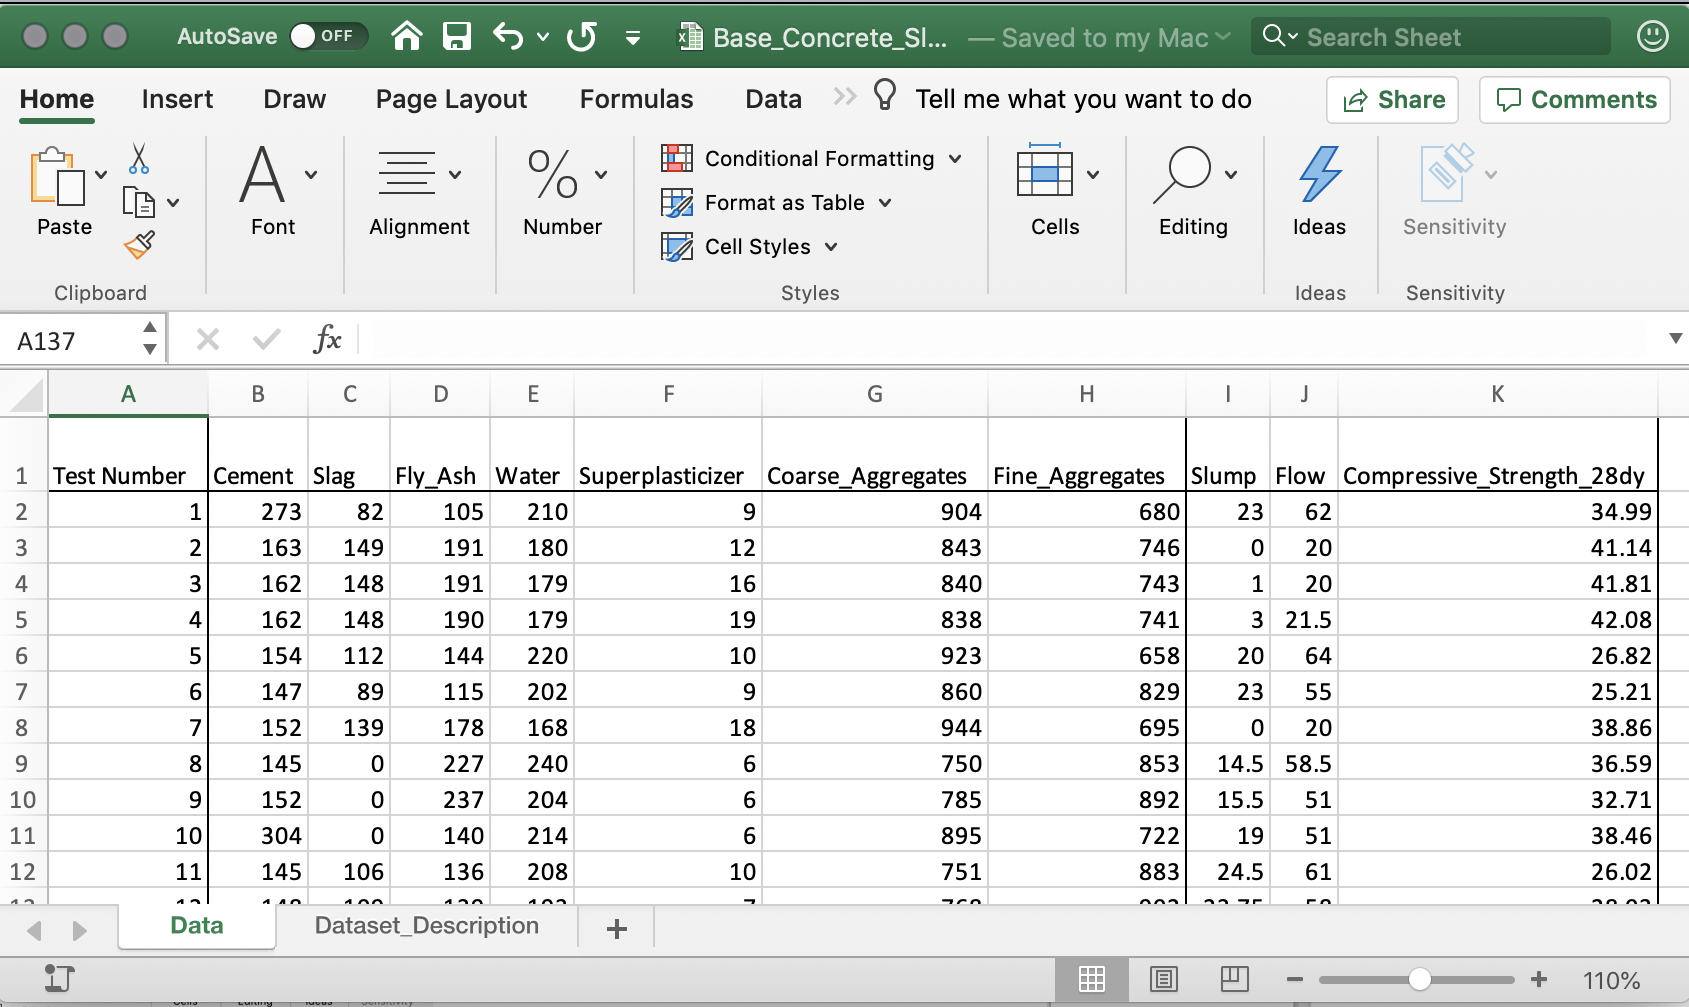 AutoSave OFF Base_Concrete_Sl... — Saved to my Mac Search Sheet
Home Insert Draw Page Layout Formulas Data Tell me what you want to do Share Comments
Paste Font Alignment Number Conditional Formatting Format as Table Cell Styles Cells Editing Ideas Sensitivity
Clipboard Styles Ideas Sensitivity
A137 fx
A B C D E F G H I J K
1 Test Number Cement Slag Fly_Ash Water Superplasticizer Coarse_Aggregates Fine_Aggregates Slump Flow Compressive_Strength_28dy
2 1 273 82 105 210 9 904 680 23 62 34.99
3 2 163 149 191 180 12 843 746 0 20 41.14
4 3 162 148 191 179 16 840 743 1 20 41.81
5 4 162 148 190 179 19 838 741 3 21.5 42.08
6 5 154 112 144 220 10 923 658 20 64 26.82
7 6 147 89 115 202 9 860 829 23 55 25.21
8 7 152 139 178 168 18 944 695 0 20 38.86
9 8 145 0 227 240 6 750 853 14.5 58.5 36.59
10 9 152 0 237 204 6 785 892 15.5 51 32.71
11 10 304 0 140 214 6 895 722 19 51 38.46
12 11 145 106 136 208 10 751 883 24.5 61 26.02
Data Dataset_Description +
110%